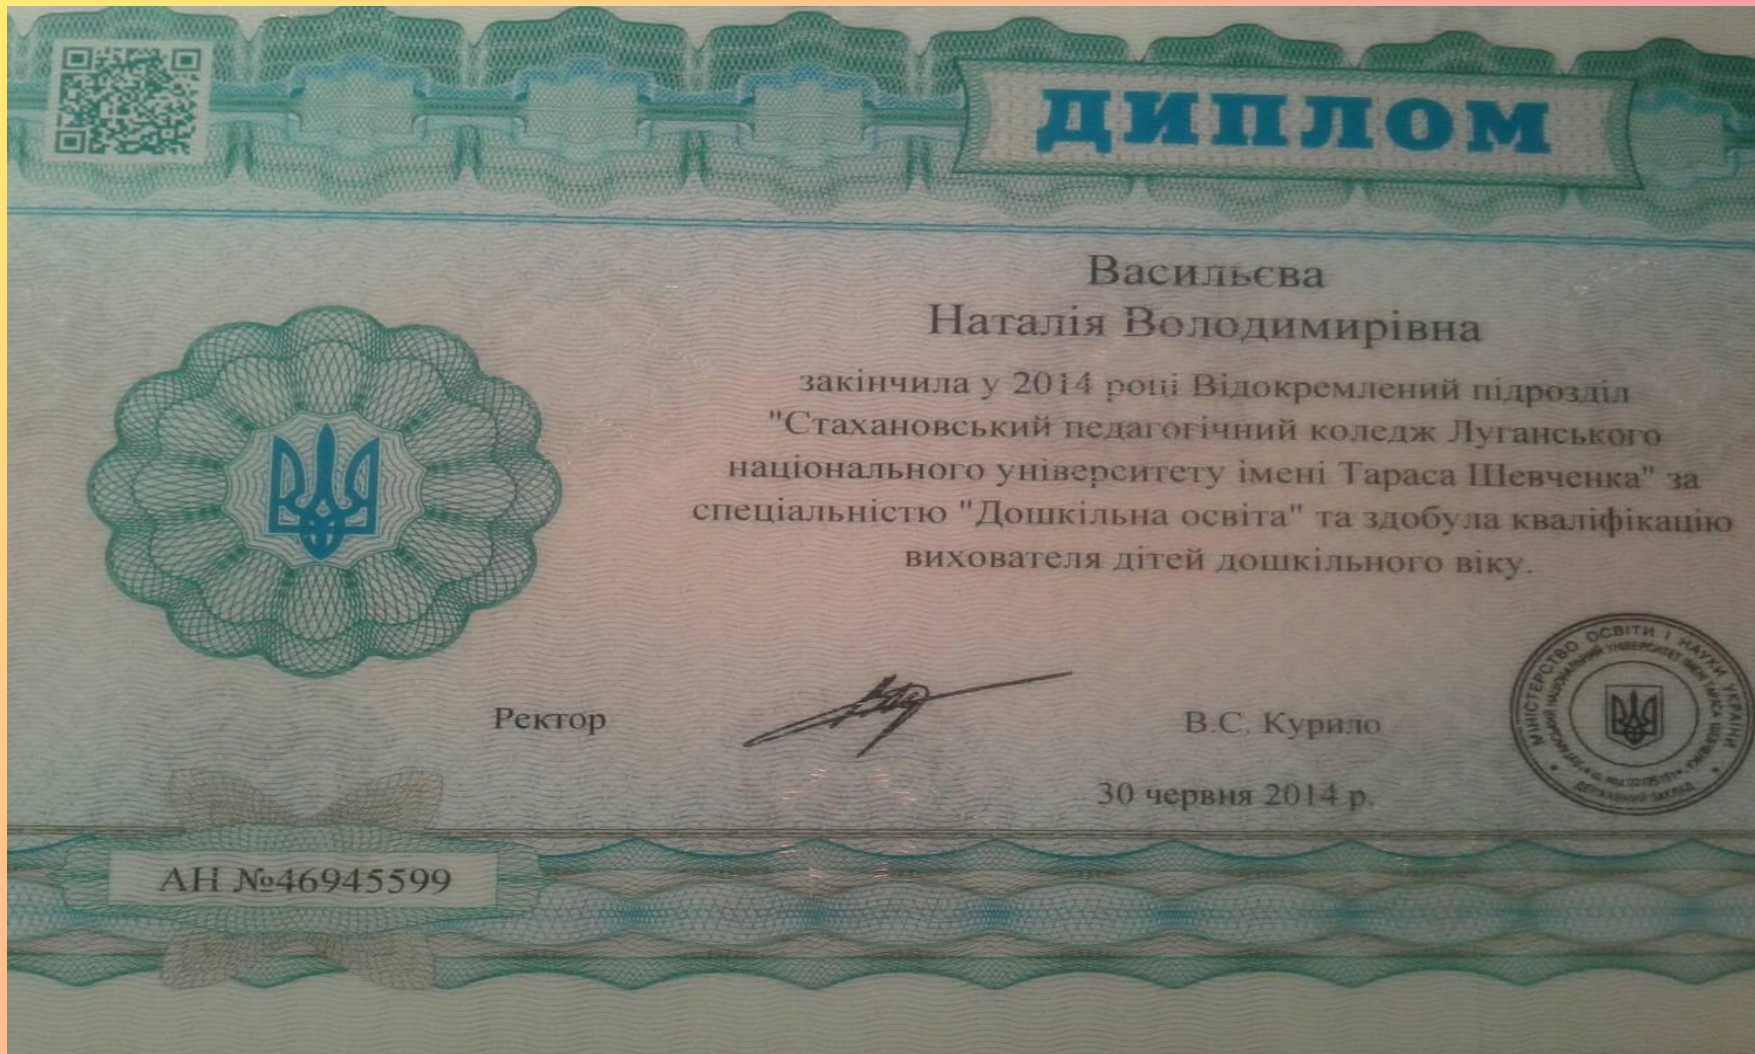 ДИПЛОМ
Васильєва
Наталія Володимирівна
закінчила у 2014 році Відокремлений підрозділ
"Стахановський педагогічний коледж Луганського
національного університету імені Тараса Шевченка" за
спеціальністю "Дошкільна освіта" та здобула кваліфікацію
вихователя дітей дошкільного віку.
Ректор
В.С. Курило
30 червня 2014 р.
МІНІСТЕРСТВО ОСВІТИ І НАУКИ УКРАЇНИ
ДЕРЖАВНИЙ ЗАКЛАД
АН №46945599